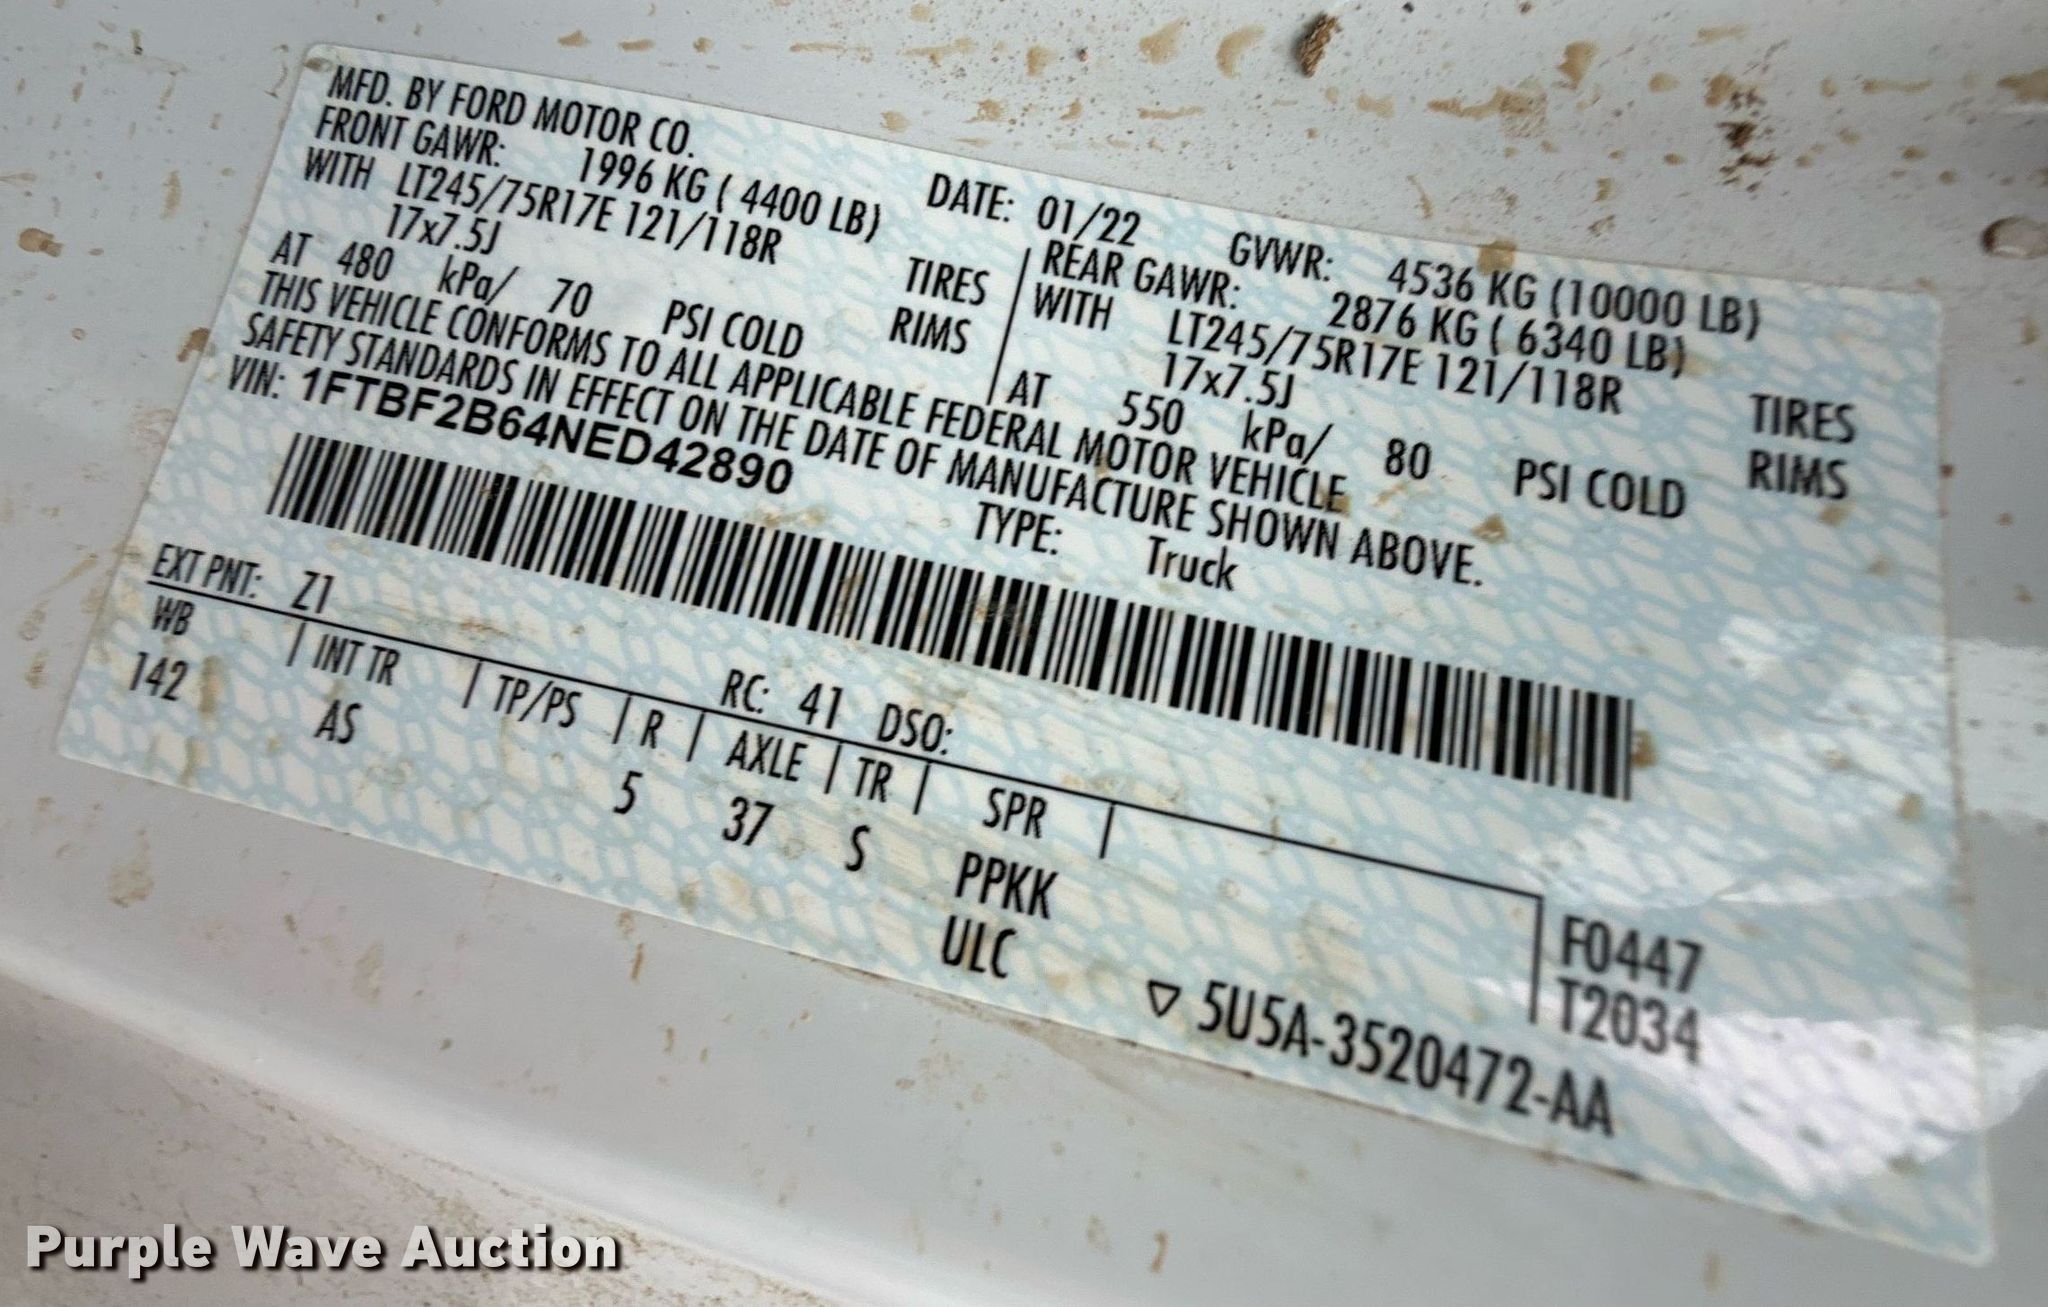 MFD. BY FORD MOTOR CO.
DATE: 01/22 GVWR: 4536 KG (10000 LB)
FRONT GAWR: 1996 KG ( 4400 LB)
WITH LT245/75R17E 121/118R TIRES
17x7.5J RIMS
AT 480 kPa/ 70 PSI COLD
REAR GAWR: 2876 KG ( 6340 LB)
WITH LT245/75R17E 121/118R TIRES
17x7.5J RIMS
AT 550 kPa/ 80 PSI COLD
THIS VEHICLE CONFORMS TO ALL APPLICABLE FEDERAL MOTOR VEHICLE
SAFETY STANDARDS IN EFFECT ON THE DATE OF MANUFACTURE SHOWN ABOVE.
VIN: 1FTBF2B64NED42890
TYPE: Truck
EXT PNT: Z1 RC: 41 DSO:
WB | INT TR | TP/PS | R | AXLE | TR | SPR |
142 AS 5 37 S PPKK
ULC
F0447
T2034
▽ 5U5A-3520472-AA
Purple Wave Auction